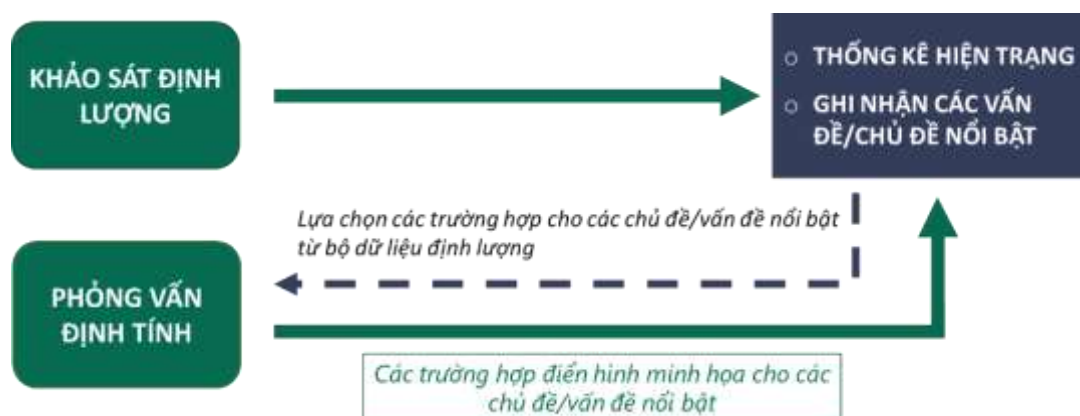 KHẢO SÁT ĐỊNH
LƯỢNG
○ THỐNG KÊ HIỆN TRẠNG
○ GHI NHẬN CÁC VẤN
ĐỀ/CHỦ ĐỀ NỔI BẬT
Lựa chọn các trường hợp cho các chủ đề/vấn đề nổi bật
từ bộ dữ liệu định lượng
PHỎNG VẤN
ĐỊNH TÍNH
Các trường hợp điển hình minh họa cho các
chủ đề/vấn đề nổi bật